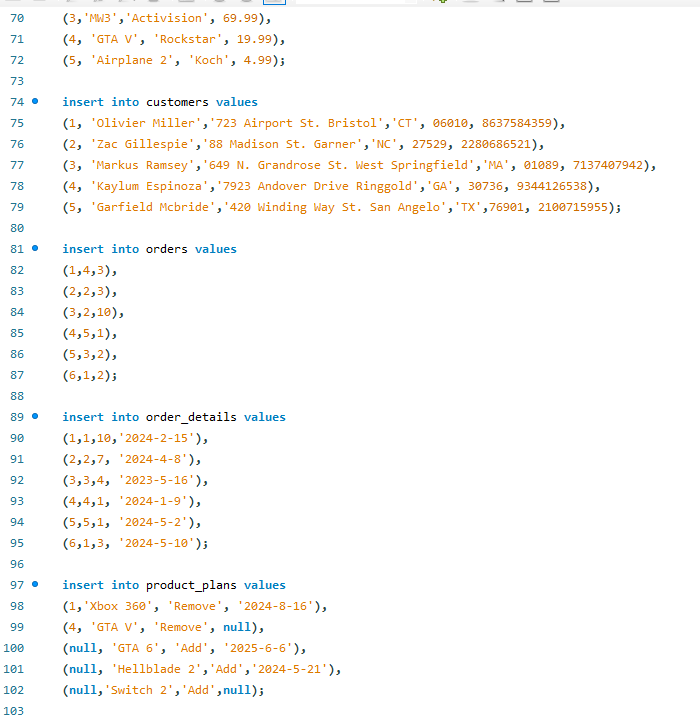 70 (3,'MW3','Activision', 69.99),
71 (4, 'GTA V', 'Rockstar', 19.99),
72 (5, 'Airplane 2', 'Koch', 4.99);
73
74 insert into customers values
75 (1, 'Olivier Miller','723 Airport St. Bristol','CT', 06010, 8637584359),
76 (2, 'Zac Gillespie','88 Madison St. Garner','NC', 27529, 2280686521),
77 (3, 'Markus Ramsey','649 N. Grandrose St. West Springfield','MA', 01089, 7137407942),
78 (4, 'Kaylum Espinoza','7923 Andover Drive Ringgold','GA', 30736, 9344126538),
79 (5, 'Garfield Mcbride','420 Winding Way St. San Angelo','TX',76901, 2100715955);
80
81 insert into orders values
82 (1,4,3),
83 (2,2,3),
84 (3,2,10),
85 (4,5,1),
86 (5,3,2),
87 (6,1,2);
88
89 insert into order_details values
90 (1,1,10,'2024-2-15'),
91 (2,2,7, '2024-4-8'),
92 (3,3,4, '2023-5-16'),
93 (4,4,1, '2024-1-9'),
94 (5,5,1, '2024-5-2'),
95 (6,1,3, '2024-5-10');
96
97 insert into product_plans values
98 (1,'Xbox 360', 'Remove', '2024-8-16'),
99 (4, 'GTA V', 'Remove', null),
100 (null, 'GTA 6', 'Add', '2025-6-6'),
101 (null, 'Hellblade 2','Add','2024-5-21'),
102 (null,'Switch 2','Add',null);
103